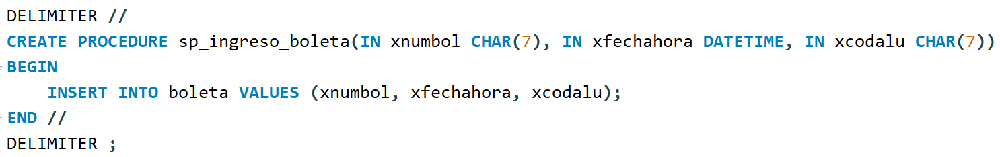 DELIMITER //
CREATE PROCEDURE sp_ingreso_boleta(IN xnumbol CHAR(7), IN xfechahora DATETIME, IN xcodalu CHAR(7))
BEGIN
    INSERT INTO boleta VALUES (xnumbol, xfechahora, xcodalu);
END //
DELIMITER ;